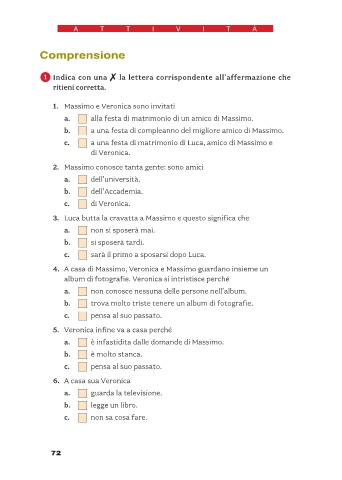 ATTIVITÀ
Comprensione
1 Indica con una ✗ la lettera corrispondente all'affermazione che
ritieni corretta.
1. Massimo e Veronica sono invitati
a. alla festa di matrimonio di un amico di Massimo.
b. a una festa di compleanno del migliore amico di Massimo.
c. a una festa di matrimonio di Luca, amico di Massimo e
di Veronica.
2. Massimo conosce tanta gente: sono amici
a. dell'università.
b. dell'Accademia.
c. di Veronica.
3. Luca butta la cravatta a Massimo e questo significa che
a. non si sposerà mai.
b. si sposerà tardi.
c. sarà il primo a sposarsi dopo Luca.
4. A casa di Massimo, Veronica e Massimo guardano insieme un
album di fotografie. Veronica si intristisce perché
a. non conosce nessuna delle persone nell'album.
b. trova molto triste tenere un album di fotografie.
c. pensa al suo passato.
5. Veronica infine va a casa perché
a. è infastidita dalle domande di Massimo.
b. è molto stanca.
c. pensa al suo passato.
6. A casa sua Veronica
a. guarda la televisione.
b. legge un libro.
c. non sa cosa fare.
72